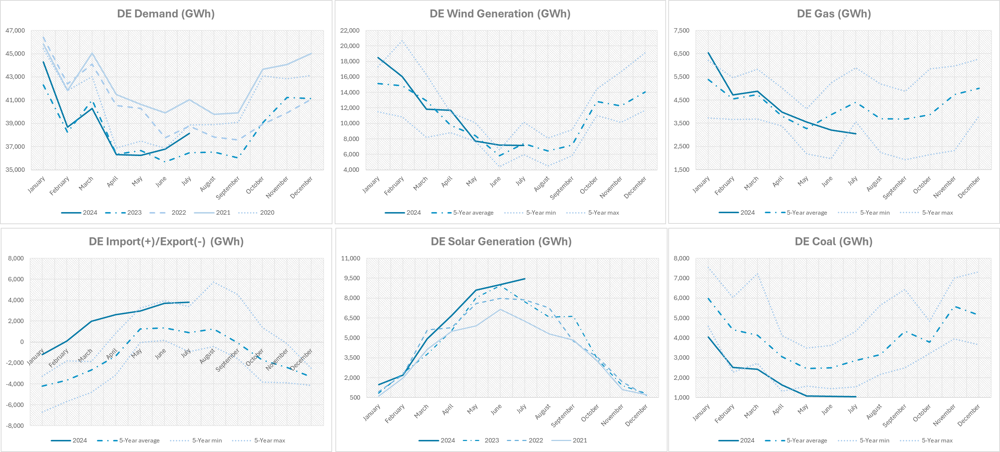 DE Demand (GWh)
47,000
45,000
43,000
41,000
39,000
37,000
35,000
January
February
March
April
May
June
July
August
September
October
November
December
2024 2023 2022 2021 2020
DE Wind Generation (GWh)
22,000
20,000
18,000
16,000
14,000
12,000
10,000
8,000
6,000
4,000
January
February
March
April
May
June
July
August
September
October
November
December
2024 5-Year average 5-Year min 5-Year max
DE Gas (GWh)
7,500
6,500
5,500
4,500
3,500
2,500
1,500
January
February
March
April
May
June
July
August
September
October
November
December
2024 5-Year average 5-Year min 5-Year max
DE Import(+)/Export(-) (GWh)
8,000
6,000
4,000
2,000
0
-2,000
-4,000
-6,000
-8,000
January
February
March
April
May
June
July
August
September
October
November
December
2024 5-Year average 5-Year min 5-Year max
DE Solar Generation (GWh)
11,000
9,500
8,000
6,500
5,000
3,500
2,000
500
January
February
March
April
May
June
July
August
September
October
November
December
2024 2023 2022 2021
DE Coal (GWh)
8,000
7,000
6,000
5,000
4,000
3,000
2,000
1,000
January
February
March
April
May
June
July
August
September
October
November
December
2024 5-Year average 5-Year min 5-Year max